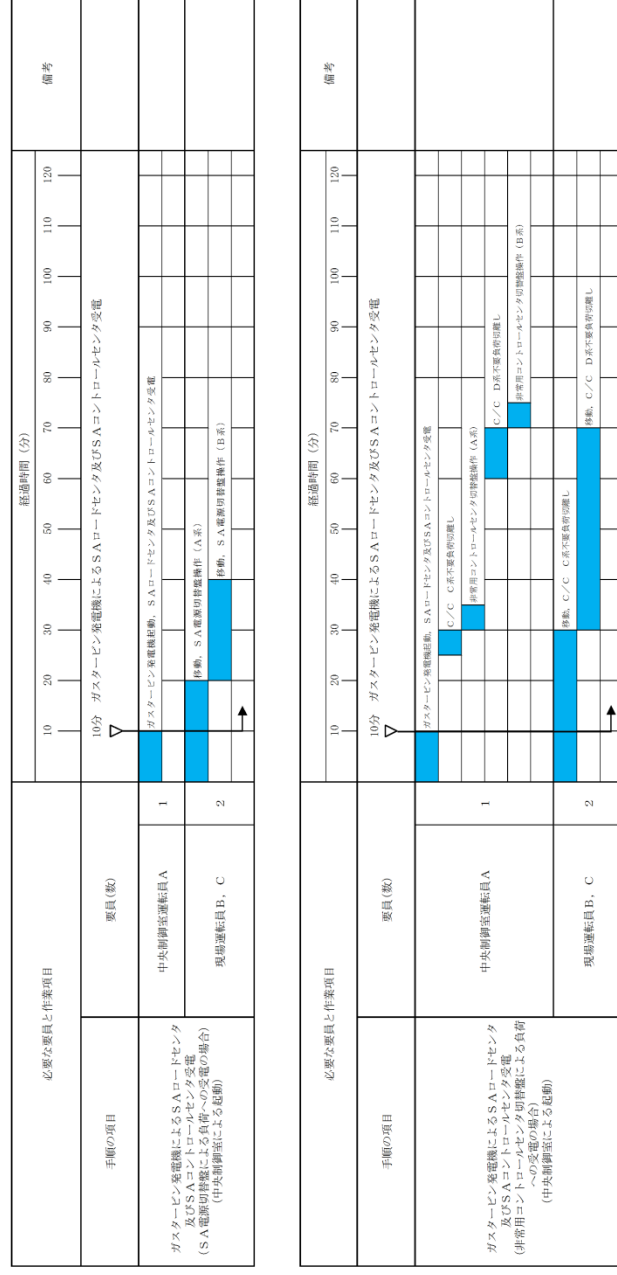 必要な要員と作業項目
経過時間（分）
備考
10 20 30 40 50 60 70 80 90 100 110 120
手順の項目
要員(数)
10分 ガスタービン発電機によるＳＡロードセンタ及びＳＡコントロールセンタ受電
ガスタービン発電機によるＳＡロードセンタ
及びＳＡコントロールセンタ受電
(ＳＡ電源切替盤による負荷への受電の場合)
(中央制御室による起動)
中央制御室運転員Ａ
1
ガスタービン発電機起動，ＳＡロードセンタ及びＳＡコントロールセンタ受電
現場運転員Ｂ，Ｃ
2
移動，ＳＡ電源切替盤操作（Ａ系）
移動，ＳＡ電源切替盤操作（Ｂ系）
必要な要員と作業項目
経過時間（分）
備考
10 20 30 40 50 60 70 80 90 100 110 120
手順の項目
要員(数)
10分 ガスタービン発電機によるＳＡロードセンタ及びＳＡコントロールセンタ受電
ガスタービン発電機によるＳＡロードセンタ
及びＳＡコントロールセンタ受電
(非常用コントロールセンタ切替盤による負荷
への受電の場合)
(中央制御室による起動)
中央制御室運転員Ａ
1
ガスタービン発電機起動，ＳＡロードセンタ及びＳＡコントロールセンタ受電
Ｃ／Ｃ Ｃ系不要負荷切離し
非常用コントロールセンタ切替盤操作（Ａ系）
Ｃ／Ｃ Ｄ系不要負荷切離し
非常用コントロールセンタ切替盤操作（Ｂ系）
現場運転員Ｂ，Ｃ
2
移動，Ｃ／Ｃ Ｃ系不要負荷切離し
移動，Ｃ／Ｃ Ｄ系不要負荷切離し